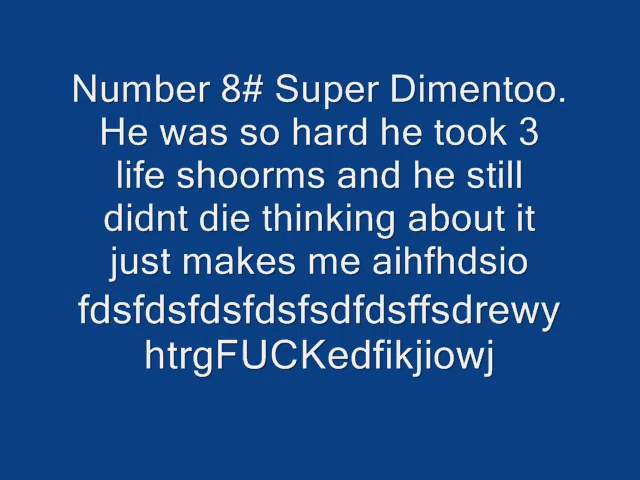 Number 8# Super Dimentoo.
He was so hard he took 3
life shoorms and he still
didnt die thinking about it
just makes me aihfhdsio
fdsfdsfdsfdsfsdfdsffsdrewy
htrgFUCKedfikjiowj